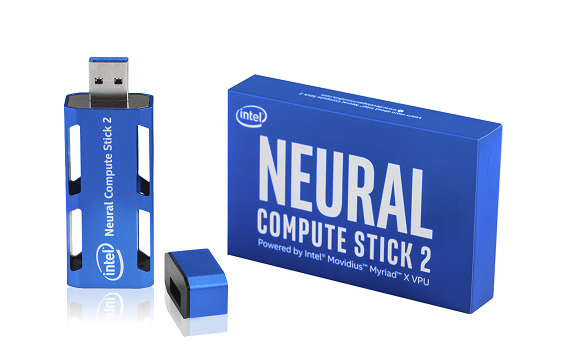 intel Neural Compute Stick 2
intel
NEURAL
COMPUTE STICK 2
Powered by Intel® Movidius™ Myriad™ X VPU